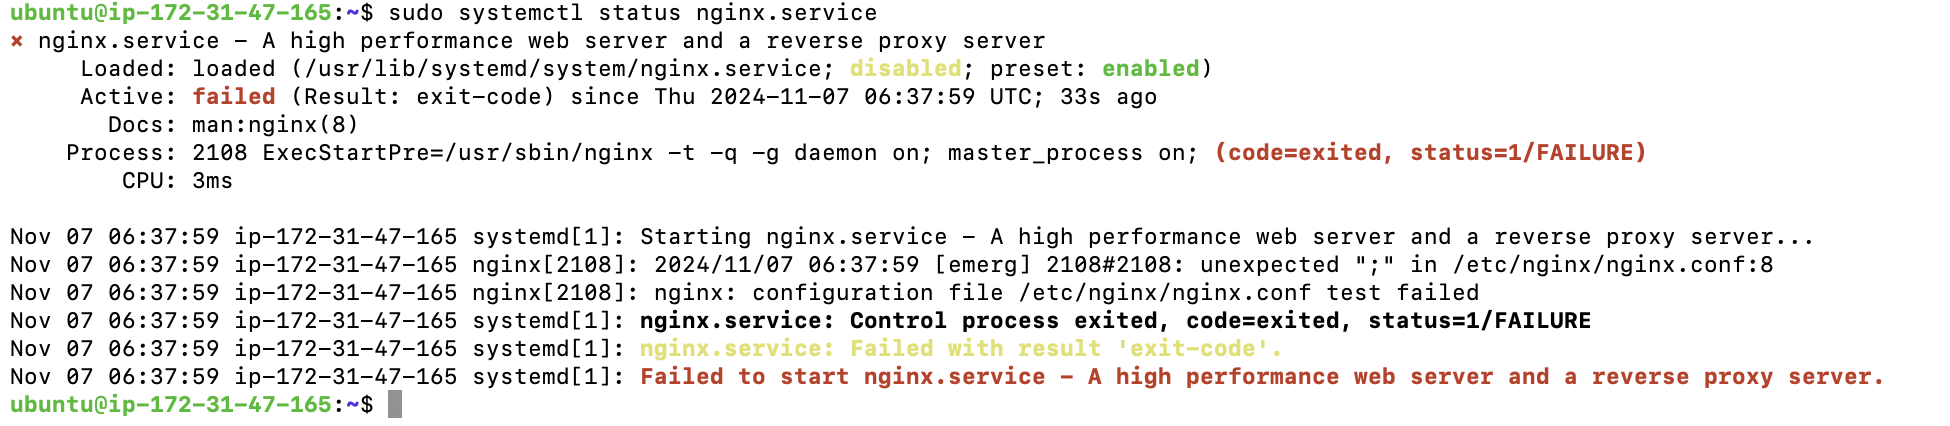 ubuntu@ip-172-31-47-165:~$ sudo systemctl status nginx.service
× nginx.service – A high performance web server and a reverse proxy server
Loaded: loaded (/usr/lib/systemd/system/nginx.service; disabled; preset: enabled)
Active: failed (Result: exit-code) since Thu 2024-11-07 06:37:59 UTC; 33s ago
Docs: man:nginx(8)
Process: 2108 ExecStartPre=/usr/sbin/nginx -t -q -g daemon on; master_process on; (code=exited, status=1/FAILURE)
CPU: 3ms
Nov 07 06:37:59 ip-172-31-47-165 systemd[1]: Starting nginx.service – A high performance web server and a reverse proxy server...
Nov 07 06:37:59 ip-172-31-47-165 nginx[2108]: 2024/11/07 06:37:59 [emerg] 2108#2108: unexpected ";" in /etc/nginx/nginx.conf:8
Nov 07 06:37:59 ip-172-31-47-165 nginx[2108]: nginx: configuration file /etc/nginx/nginx.conf test failed
Nov 07 06:37:59 ip-172-31-47-165 systemd[1]: nginx.service: Control process exited, code=exited, status=1/FAILURE
Nov 07 06:37:59 ip-172-31-47-165 systemd[1]: nginx.service: Failed with result 'exit-code'.
Nov 07 06:37:59 ip-172-31-47-165 systemd[1]: Failed to start nginx.service – A high performance web server and a reverse proxy server.
ubuntu@ip-172-31-47-165:~$